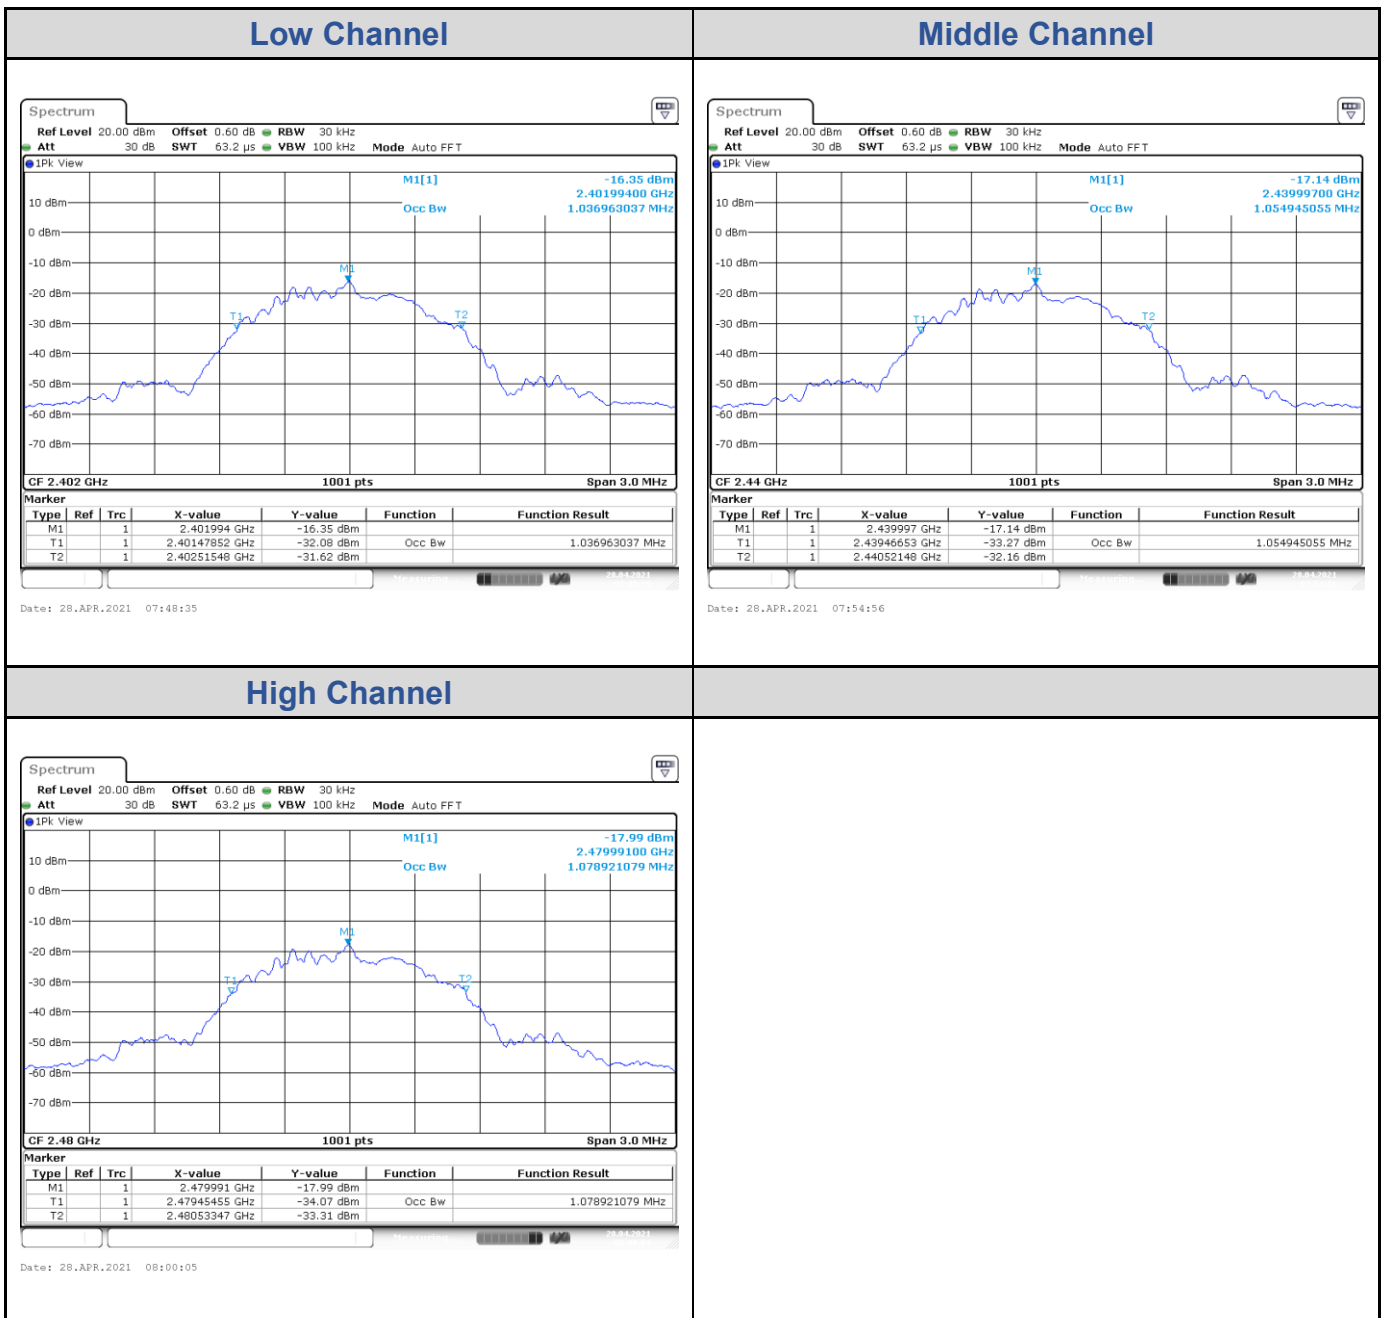 Low Channel
Middle Channel
Spectrum
Ref Level 20.00 dBm Offset 0.60 dB RBW 30 kHz
Att 30 dB SWT 63.2 µs VBW 100 kHz Mode Auto FFT
1Pk View
M1[1] -16.35 dBm
2.40199400 GHz
Occ Bw 1.036963037 MHz
10 dBm
0 dBm
-10 dBm
M1
-20 dBm
T1
T2
-30 dBm
-40 dBm
-50 dBm
-60 dBm
-70 dBm
CF 2.402 GHz 1001 pts Span 3.0 MHz
Marker
Type Ref Trc X-value Y-value Function Function Result
M1 1 2.401994 GHz -16.35 dBm
T1 1 2.40147852 GHz -32.08 dBm Occ Bw 1.036963037 MHz
T2 1 2.40251548 GHz -31.62 dBm
Measuring 28.04.2021
Date: 28.APR.2021 07:48:35
Spectrum
Ref Level 20.00 dBm Offset 0.60 dB RBW 30 kHz
Att 30 dB SWT 63.2 µs VBW 100 kHz Mode Auto FFT
1Pk View
M1[1] -17.14 dBm
2.43999700 GHz
Occ Bw 1.054945055 MHz
10 dBm
0 dBm
-10 dBm
M1
-20 dBm
T1
T2
-30 dBm
-40 dBm
-50 dBm
-60 dBm
-70 dBm
CF 2.44 GHz 1001 pts Span 3.0 MHz
Marker
Type Ref Trc X-value Y-value Function Function Result
M1 1 2.439997 GHz -17.14 dBm
T1 1 2.43946653 GHz -33.27 dBm Occ Bw 1.054945055 MHz
T2 1 2.44052148 GHz -32.16 dBm
Measuring 28.04.2021
Date: 28.APR.2021 07:54:56
High Channel
Spectrum
Ref Level 20.00 dBm Offset 0.60 dB RBW 30 kHz
Att 30 dB SWT 63.2 µs VBW 100 kHz Mode Auto FFT
1Pk View
M1[1] -17.99 dBm
2.47999100 GHz
Occ Bw 1.078921079 MHz
10 dBm
0 dBm
-10 dBm
M1
-20 dBm
T1
T2
-30 dBm
-40 dBm
-50 dBm
-60 dBm
-70 dBm
CF 2.48 GHz 1001 pts Span 3.0 MHz
Marker
Type Ref Trc X-value Y-value Function Function Result
M1 1 2.479991 GHz -17.99 dBm
T1 1 2.47945455 GHz -34.07 dBm Occ Bw 1.078921079 MHz
T2 1 2.48053347 GHz -33.31 dBm
Measuring 28.04.2021
Date: 28.APR.2021 08:00:05